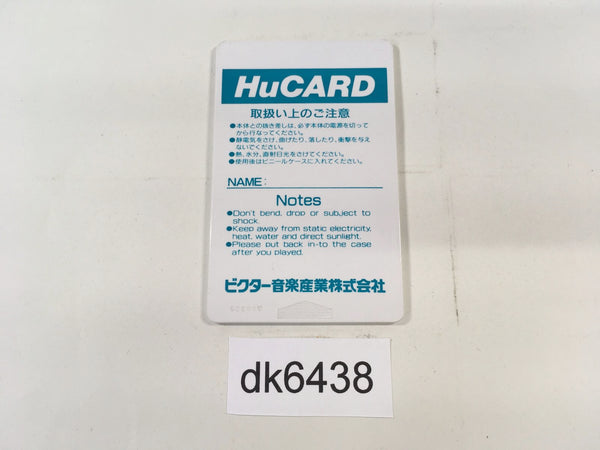 HuCARD
取扱い上のご注意
●本体との抜き差しは、必ず本体の電源を切って
から行なってください。
●静電気をさけ、曲げたり、落したり、衝撃を与え
ないでください。
●熱、水分、直射日光をさけてください。
●使用後はビニールケースに入れてください。
NAME:
Notes
●Don't bend, drop or subject to
shock.
●Keep away from static electricity,
heat, water and direct sunlight.
●Please put back in-to the case
after you played.
ビクター音楽産業株式会社
dk6438